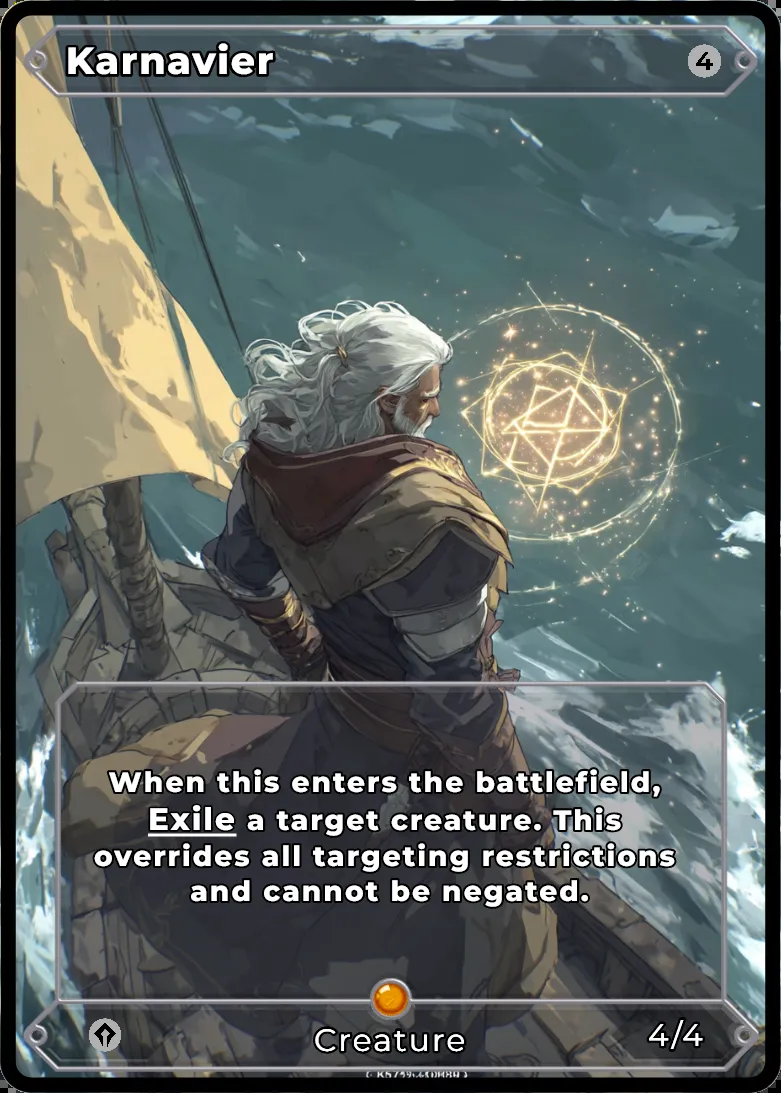 Karnavier
4
When this enters the battlefield,
Exile a target creature. This
overrides all targeting restrictions
and cannot be negated.
Creature
4/4